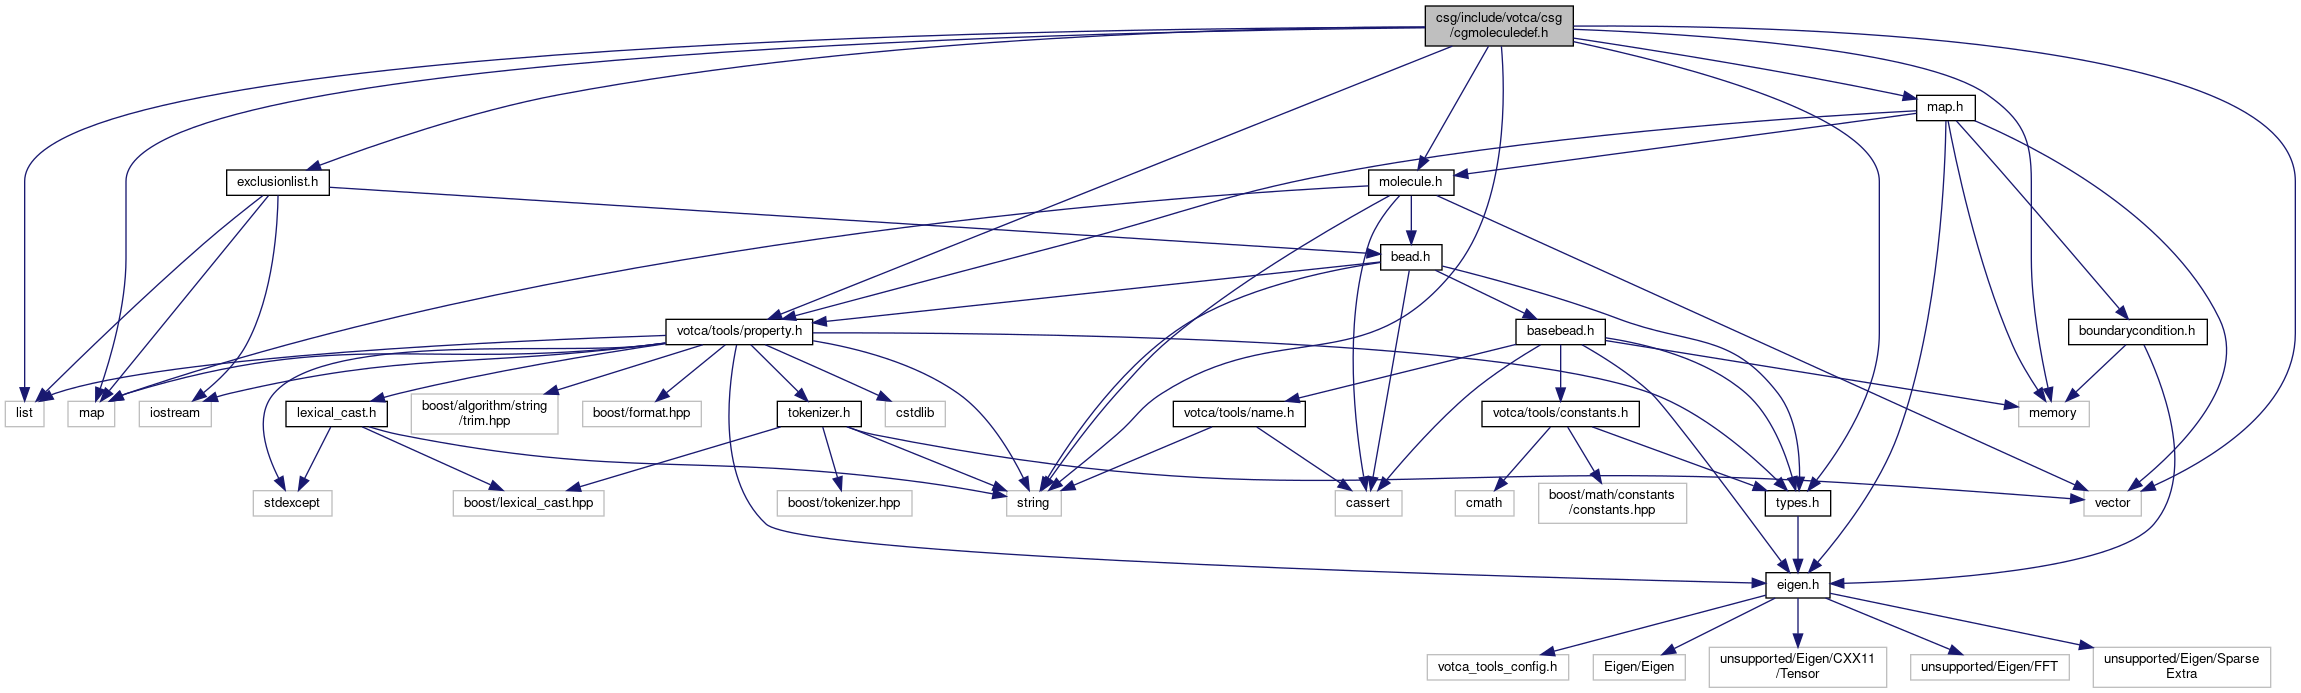 csg/include/votca/csg
/cgmoleculedef.h
map.h
exclusionlist.h
molecule.h
bead.h
votca/tools/property.h
basebead.h
boundarycondition.h
list
map
iostream
lexical_cast.h
boost/algorithm/string
/trim.hpp
boost/format.hpp
tokenizer.h
cstdlib
votca/tools/name.h
votca/tools/constants.h
memory
stdexcept
boost/lexical_cast.hpp
boost/tokenizer.hpp
string
cassert
cmath
boost/math/constants
/constants.hpp
types.h
vector
eigen.h
votca_tools_config.h
Eigen/Eigen
unsupported/Eigen/CXX11
/Tensor
unsupported/Eigen/FFT
unsupported/Eigen/Sparse
Extra